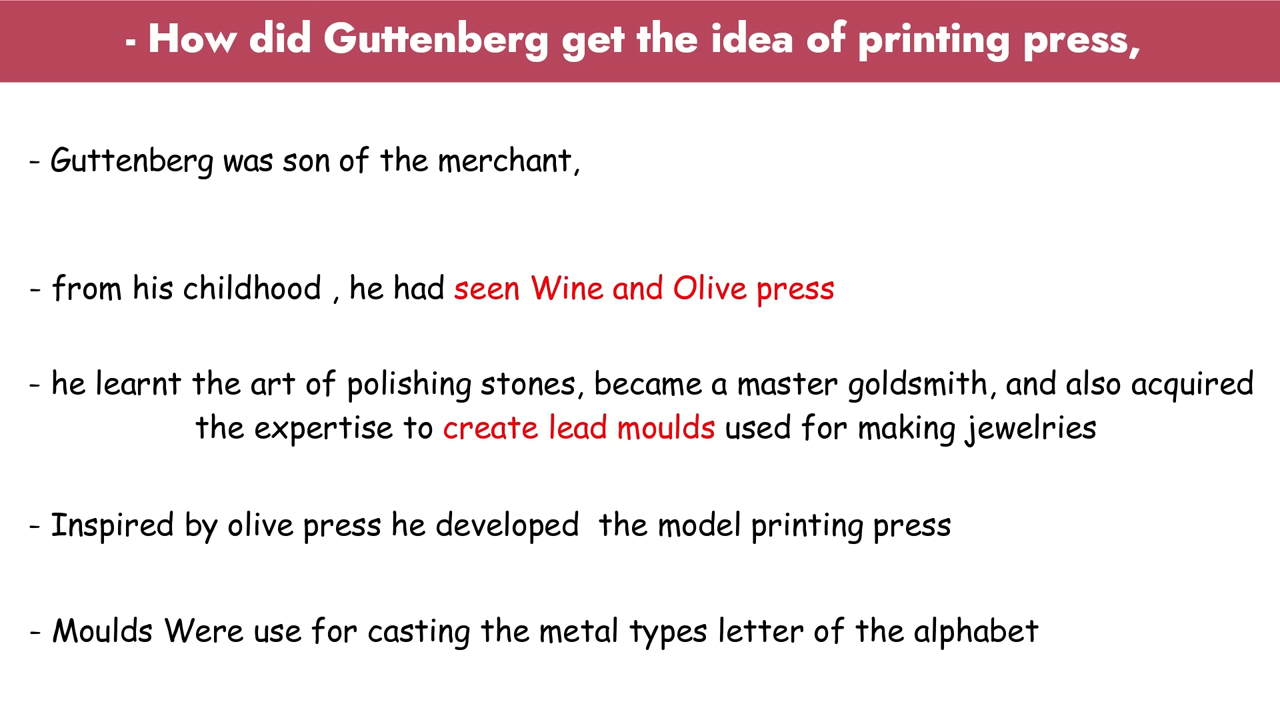 - How did Guttenberg get the idea of printing press,
- Guttenberg was son of the merchant,
- from his childhood , he had seen Wine and Olive press
- he learnt the art of polishing stones, became a master goldsmith, and also acquired
the expertise to create lead moulds used for making jewelries
- Inspired by olive press he developed the model printing press
- Moulds Were use for casting the metal types letter of the alphabet